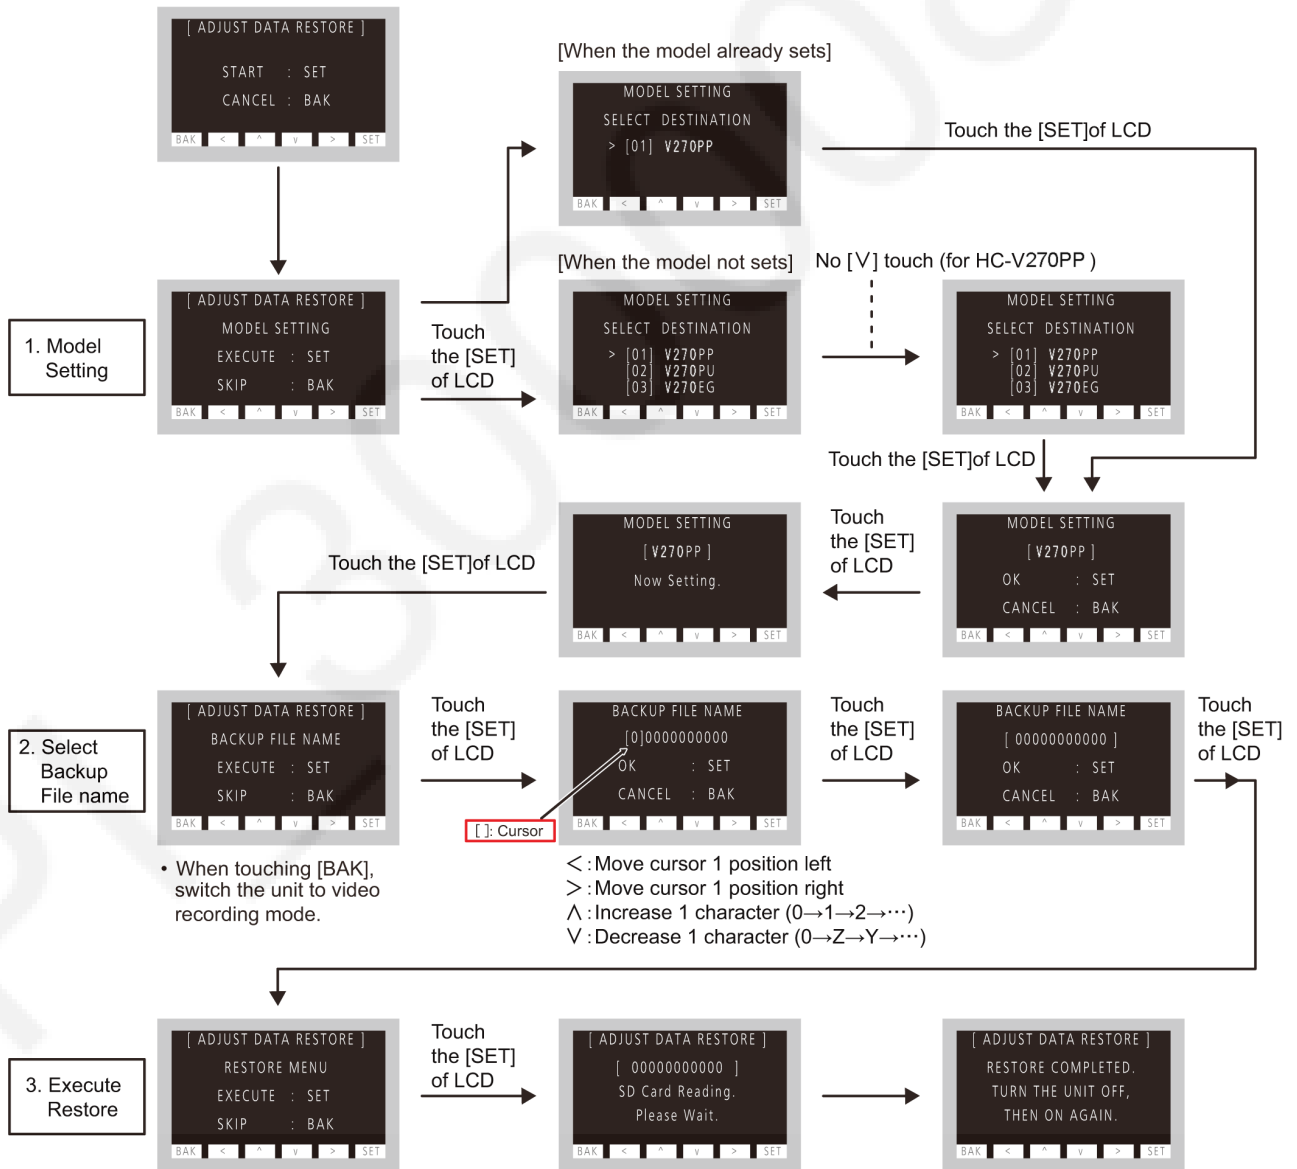 [ ADJUST DATA RESTORE ]
START : SET
CANCEL : BAK
BAK < ^ v > SET
[When the model already sets]
MODEL SETTING
SELECT DESTINATION
> [01] V270PP
BAK < ^ v > SET
Touch the [SET]of LCD
1. Model
Setting
[ ADJUST DATA RESTORE ]
MODEL SETTING
EXECUTE : SET
SKIP : BAK
BAK < ^ v > SET
Touch
the [SET]
of LCD
[When the model not sets]
MODEL SETTING
SELECT DESTINATION
> [01] V270PP
[02] V270PU
[03] V270EG
BAK < ^ v > SET
No [∨] touch (for HC-V270PP )
MODEL SETTING
SELECT DESTINATION
> [01] V270PP
[02] V270PU
[03] V270EG
BAK < ^ v > SET
Touch the [SET]of LCD
MODEL SETTING
[ V270PP ]
OK : SET
CANCEL : BAK
BAK < ^ v > SET
Touch
the [SET]
of LCD
MODEL SETTING
[ V270PP ]
Now Setting.
BAK < ^ v > SET
Touch the [SET]of LCD
2. Select
Backup
File name
[ ADJUST DATA RESTORE ]
BACKUP FILE NAME
EXECUTE : SET
SKIP : BAK
BAK < ^ v > SET
• When touching [BAK],
switch the unit to video
recording mode.
Touch
the [SET]
of LCD
BACKUP FILE NAME
[0]0000000000
OK : SET
CANCEL : BAK
BAK < ^ v > SET
[ ]: Cursor
<:Move cursor 1 position left
>:Move cursor 1 position right
∧:Increase 1 character (0→1→2→⋯)
∨:Decrease 1 character (0→Z→Y→⋯)
Touch
the [SET]
of LCD
BACKUP FILE NAME
[ 00000000000 ]
OK : SET
CANCEL : BAK
BAK < ^ v > SET
Touch
the [SET]
of LCD
3. Execute
Restore
[ ADJUST DATA RESTORE ]
RESTORE MENU
EXECUTE : SET
SKIP : BAK
BAK < ^ v > SET
Touch
the [SET]
of LCD
[ ADJUST DATA RESTORE ]
[ 00000000000 ]
SD Card Reading.
Please Wait.
BAK < ^ v > SET
[ ADJUST DATA RESTORE ]
RESTORE COMPLETED.
TURN THE UNIT OFF,
THEN ON AGAIN.
BAK < ^ v > SET